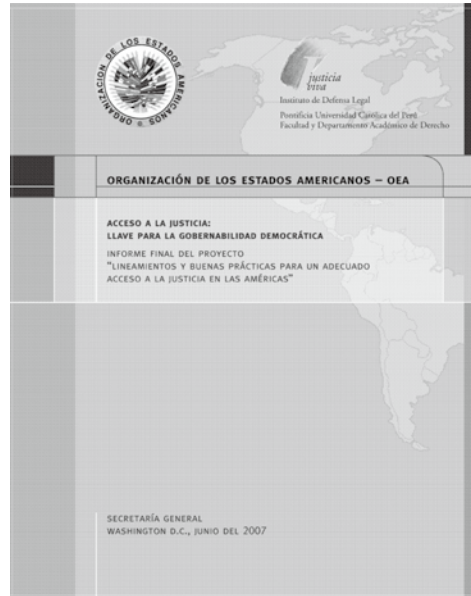 ORGANIZACION DE LOS ESTADOS AMERICANOS
justicia
viva
Instituto de Defensa Legal
Pontificia Universidad Católica del Perú
Facultad y Departamento Académico de Derecho
ORGANIZACIÓN DE LOS ESTADOS AMERICANOS – OEA
ACCESO A LA JUSTICIA:
LLAVE PARA LA GOBERNABILIDAD DEMOCRÁTICA
INFORME FINAL DEL PROYECTO
"LINEAMIENTOS Y BUENAS PRÁCTICAS PARA UN ADECUADO
ACCESO A LA JUSTICIA EN LAS AMÉRICAS"
SECRETARÍA GENERAL
WASHINGTON D.C., JUNIO DEL 2007